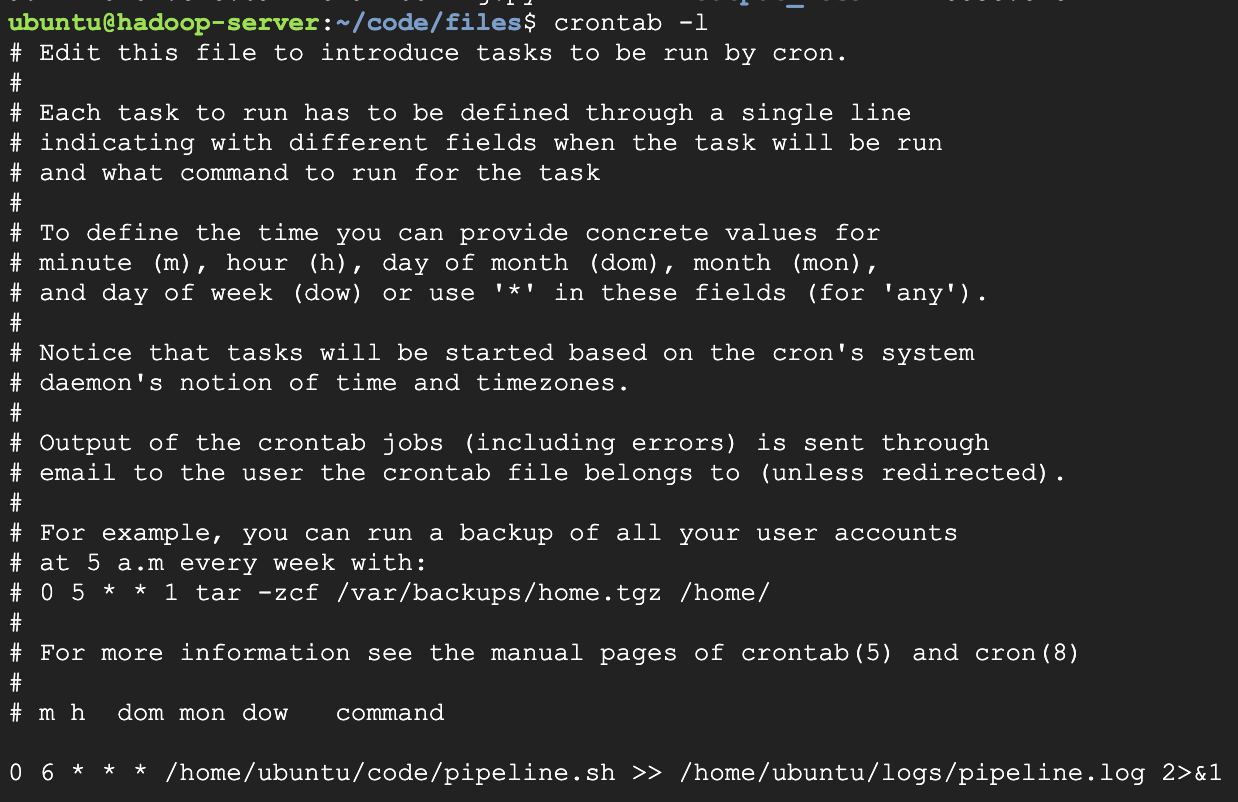 ubuntu@hadoop-server:~/code/files$ crontab -l
# Edit this file to introduce tasks to be run by cron.
#
# Each task to run has to be defined through a single line
# indicating with different fields when the task will be run
# and what command to run for the task
#
# To define the time you can provide concrete values for
# minute (m), hour (h), day of month (dom), month (mon),
# and day of week (dow) or use '*' in these fields (for 'any').
#
# Notice that tasks will be started based on the cron's system
# daemon's notion of time and timezones.
#
# Output of the crontab jobs (including errors) is sent through
# email to the user the crontab file belongs to (unless redirected).
#
# For example, you can run a backup of all your user accounts
# at 5 a.m every week with:
# 0 5 * * 1 tar -zcf /var/backups/home.tgz /home/
#
# For more information see the manual pages of crontab(5) and cron(8)
#
# m h  dom mon dow   command

0 6 * * * /home/ubuntu/code/pipeline.sh >> /home/ubuntu/logs/pipeline.log 2>&1